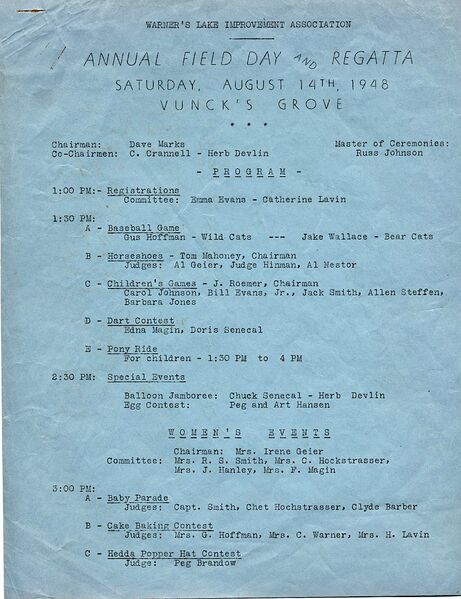 WARNER'S LAKE IMPROVEMENT ASSOCIATION
ANNUAL FIELD DAY AND REGATTA
SATURDAY, AUGUST 14TH, 1948
VUNCK'S GROVE
* * *
Chairman: Dave Marks Master of Ceremonies:
Co-Chairmen: C. Crannell - Herb Devlin Russ Johnson
- P R O G R A M -
1:00 PM:- Registrations
Committee: Emma Evans - Catherine Lavin
1:30 PM:
A - Baseball Game
Gus Hoffman - Wild Cats --- Jake Wallace - Bear Cats
B - Horseshoes - Tom Mahoney, Chairman
Judges: Al Geier, Judge Hinman, Al Nestor
C - Children's Games - J. Roemer, Chairman
Carol Johnson, Bill Evans, Jr., Jack Smith, Allen Steffen,
Barbara Jones
D - Dart Contest
Edna Magin, Doris Senecal
E - Pony Ride
For children - 1:30 PM to 4 PM
2:30 PM: Special Events
Balloon Jamboree: Chuck Senecal - Herb Devlin
Egg Contest: Peg and Art Hansen
W O M E N ' S E V E N T S
Chairman: Mrs. Irene Geier
Committee: Mrs. R. S. Smith, Mrs. C. Hockstrasser,
Mrs. J. Hanley, Mrs. F. Magin
3:00 PM:
A - Baby Parade
Judges: Capt. Smith, Chet Hochstrasser, Clyde Barber
B - Cake Baking Contest
Judges: Mrs. G. Hoffman, Mrs. C. Warner, Mrs. H. Lavin
C - Hedda Popper Hat Contest
Judge: Peg Brandow